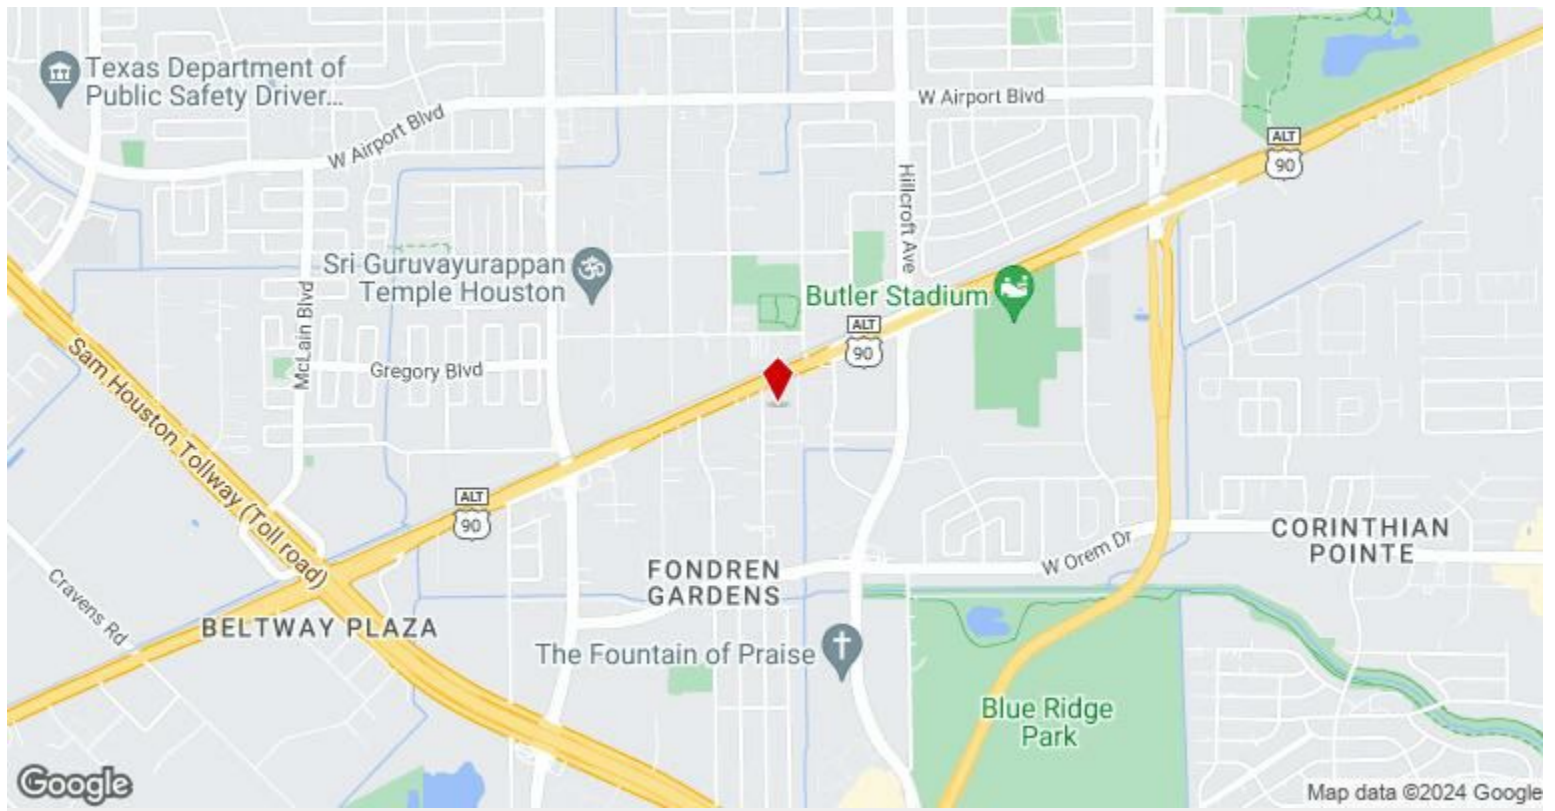 Texas Department of
Public Safety Driver...
W Airport Blvd
W Airport Blvd
ALT
90
Hillcroft Ave
Sri Guruvayurappan
Temple Houston
McLain Blvd
Butler Stadium
ALT
90
Gregory Blvd
Sam Houston Tollway (Toll road)
ALT
90
CORINTHIAN
POINTE
W Orem Dr
FONDREN
GARDENS
Cravens Rd
BELTWAY PLAZA
The Fountain of Praise
Blue Ridge
Park
Google
Map data ©2024 Google